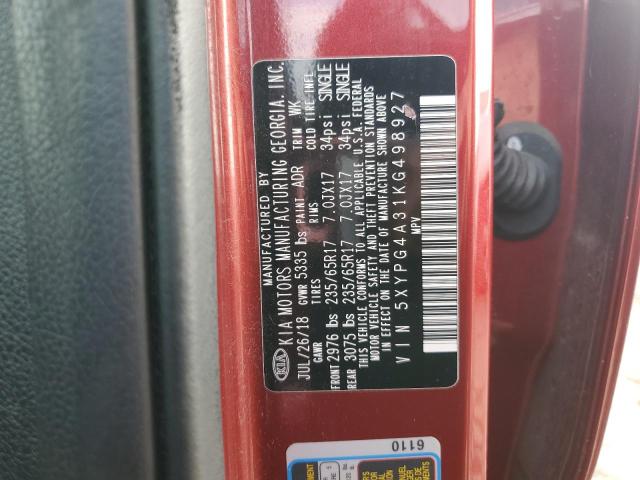 KIA
MANUFACTURED BY
KIA MOTORS MANUFACTURING GEORGIA, INC.
JUL/26/18 GVWR 5335 lbs PAINT ADR TRIM WK
GAWR TIRES RIMS COLD TIRE INFL.
FRONT 2976 lbs 235/65R17 7.0JX17 34psi SINGLE
REAR 3075 lbs 235/65R17 7.0JX17 34psi SINGLE
THIS VEHICLE CONFORMS TO ALL APPLICABLE U.S.A. FEDERAL
MOTOR VEHICLE SAFETY AND THEFT PREVENTION STANDARDS
IN EFFECT ON THE DATE OF MANUFACTURE SHOWN ABOVE
VIN 5XYPG4A31KG498927
MPV
6110